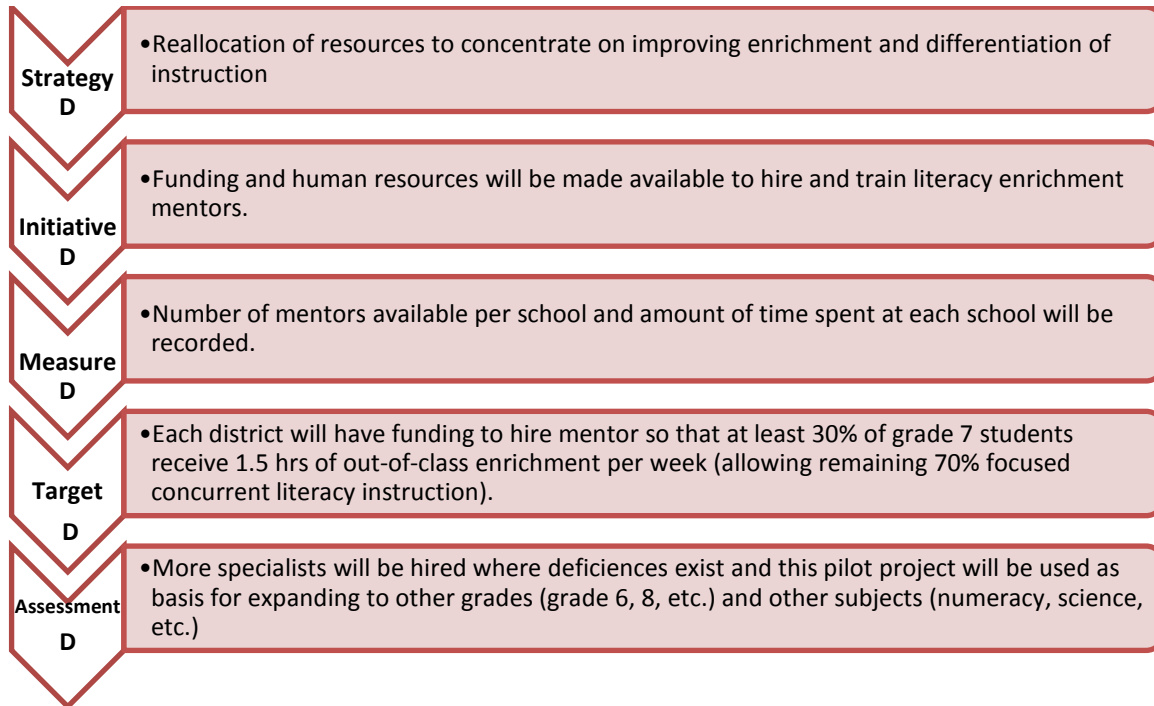 Strategy
D
•Reallocation of resources to concentrate on improving enrichment and differentiation of
instruction
Initiative
D
•Funding and human resources will be made available to hire and train literacy enrichment
mentors.
Measure
D
•Number of mentors available per school and amount of time spent at each school will be
recorded.
Target
D
•Each district will have funding to hire mentor so that at least 30% of grade 7 students
receive 1.5 hrs of out-of-class enrichment per week (allowing remaining 70% focused
concurrent literacy instruction).
Assessment
D
•More specialists will be hired where deficiences exist and this pilot project will be used as
basis for expanding to other grades (grade 6, 8, etc.) and other subjects (numeracy, science,
etc.)